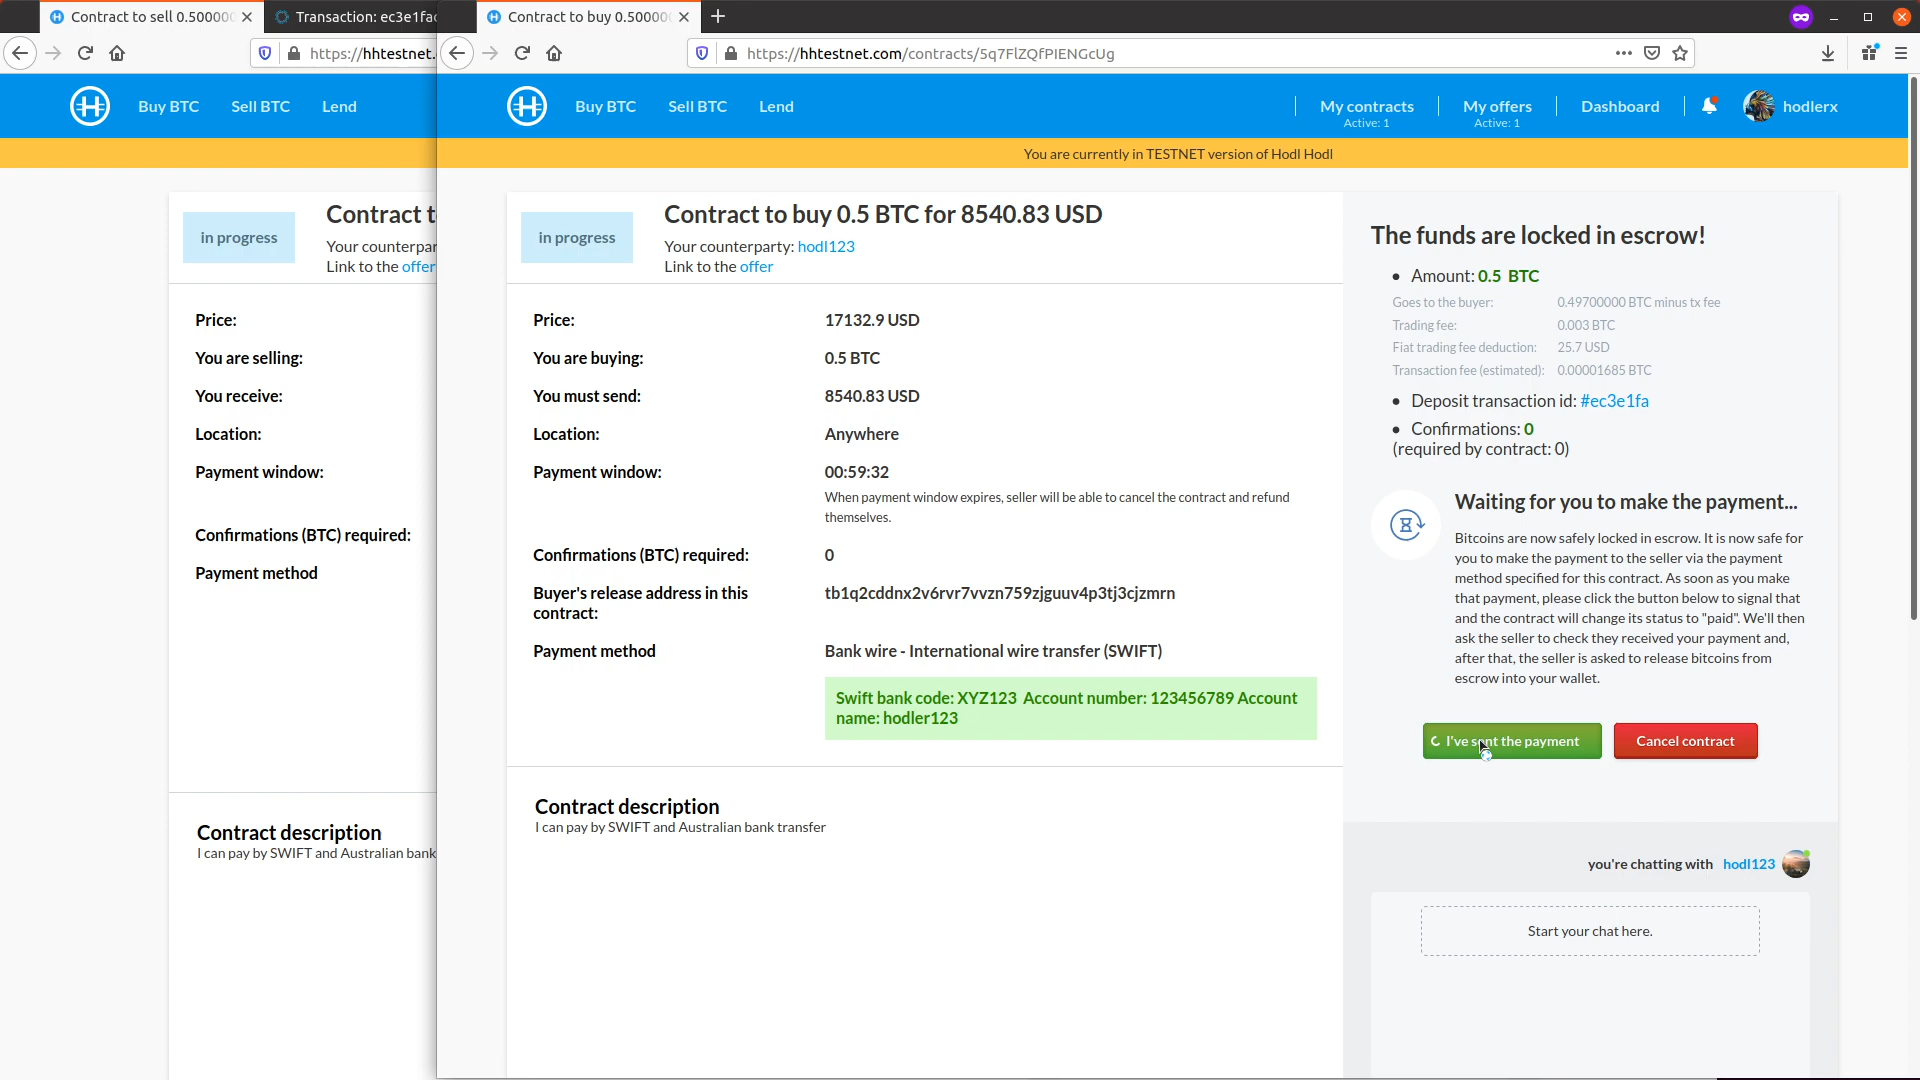 Contract to sell 0.50000
Transaction: ec3e1fac
Contract to buy 0.50000
https://hhtestnet.
https://hhtestnet.com/contracts/5q7FlZQfPIENGcUg
Buy BTC
Sell BTC
Lend
Buy BTC
Sell BTC
Lend
My contracts
Active: 1
My offers
Active: 1
Dashboard
hodlerx
You are currently in TESTNET version of Hodl Hodl
in progress
Contract t
Your counterpar
Link to the offer
Price:
You are selling:
You receive:
Location:
Payment window:
Confirmations (BTC) required:
Payment method
Contract description
I can pay by SWIFT and Australian bank
in progress
Contract to buy 0.5 BTC for 8540.83 USD
Your counterparty: hodl123
Link to the offer
Price: 17132.9 USD
You are buying: 0.5 BTC
You must send: 8540.83 USD
Location: Anywhere
Payment window: 00:59:32
When payment window expires, seller will be able to cancel the contract and refund
themselves.
Confirmations (BTC) required: 0
Buyer's release address in this tb1q2cddnx2v6rvr7vvzn759zjguuv4p3tj3cjzmrn
contract:
Payment method Bank wire - International wire transfer (SWIFT)
Swift bank code: XYZ123 Account number: 123456789 Account
name: hodler123
Contract description
I can pay by SWIFT and Australian bank transfer
The funds are locked in escrow!
• Amount: 0.5 BTC
Goes to the buyer: 0.49700000 BTC minus tx fee
Trading fee: 0.003 BTC
Fiat trading fee deduction: 25.7 USD
Transaction fee (estimated): 0.00001685 BTC
• Deposit transaction id: #ec3e1fa
• Confirmations: 0
(required by contract: 0)
Waiting for you to make the payment...
Bitcoins are now safely locked in escrow. It is now safe for
you to make the payment to the seller via the payment
method specified for this contract. As soon as you make
that payment, please click the button below to signal that
and the contract will change its status to "paid". We'll then
ask the seller to check they received your payment and,
after that, the seller is asked to release bitcoins from
escrow into your wallet.
I've sent the payment
Cancel contract
you're chatting with hodl123
Start your chat here.